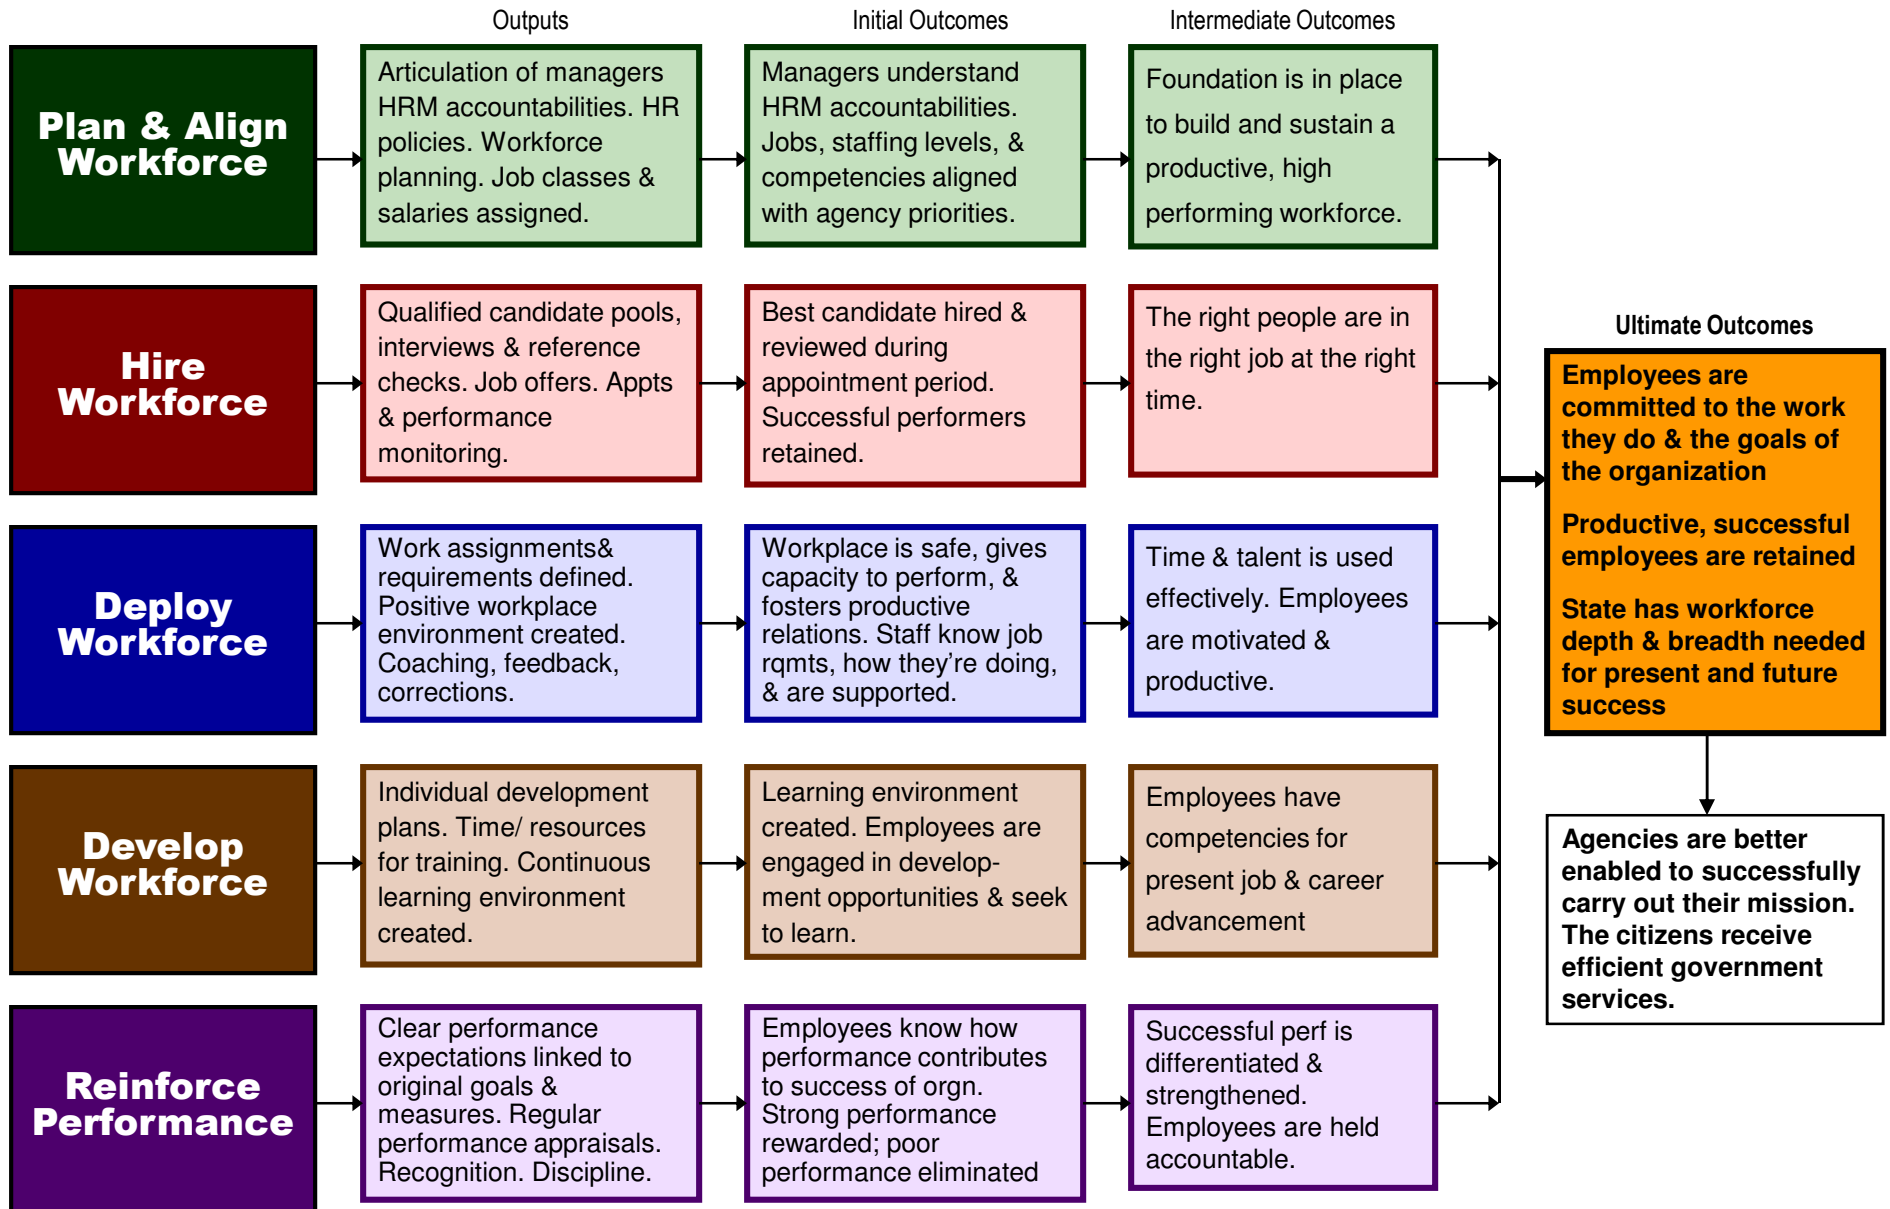 Outputs
Initial Outcomes
Intermediate Outcomes
Plan & Align
Workforce
Articulation of managers
HRM accountabilities. HR
policies. Workforce
planning. Job classes &
salaries assigned.
Managers understand
HRM accountabilities.
Jobs, staffing levels, &
competencies aligned
with agency priorities.
Foundation is in place
to build and sustain a
productive, high
performing workforce.
Hire
Workforce
Qualified candidate pools,
interviews & reference
checks. Job offers. Appts
& performance
monitoring.
Best candidate hired &
reviewed during
appointment period.
Successful performers
retained.
The right people are in
the right job at the right
time.
Deploy
Workforce
Work assignments&
requirements defined.
Positive workplace
environment created.
Coaching, feedback,
corrections.
Workplace is safe, gives
capacity to perform, &
fosters productive
relations. Staff know job
rqmts, how they're doing,
& are supported.
Time & talent is used
effectively. Employees
are motivated &
productive.
Develop
Workforce
Individual development
plans. Time/ resources
for training. Continuous
learning environment
created.
Learning environment
created. Employees are
engaged in develop-
ment opportunities & seek
to learn.
Employees have
competencies for
present job & career
advancement
Reinforce
Performance
Clear performance
expectations linked to
original goals &
measures. Regular
performance appraisals.
Recognition. Discipline.
Employees know how
performance contributes
to success of orgn.
Strong performance
rewarded; poor
performance eliminated
Successful perf is
differentiated &
strengthened.
Employees are held
accountable.
Ultimate Outcomes
Employees are
committed to the work
they do & the goals of
the organization
Productive, successful
employees are retained
State has workforce
depth & breadth needed
for present and future
success
Agencies are better
enabled to successfully
carry out their mission.
The citizens receive
efficient government
services.